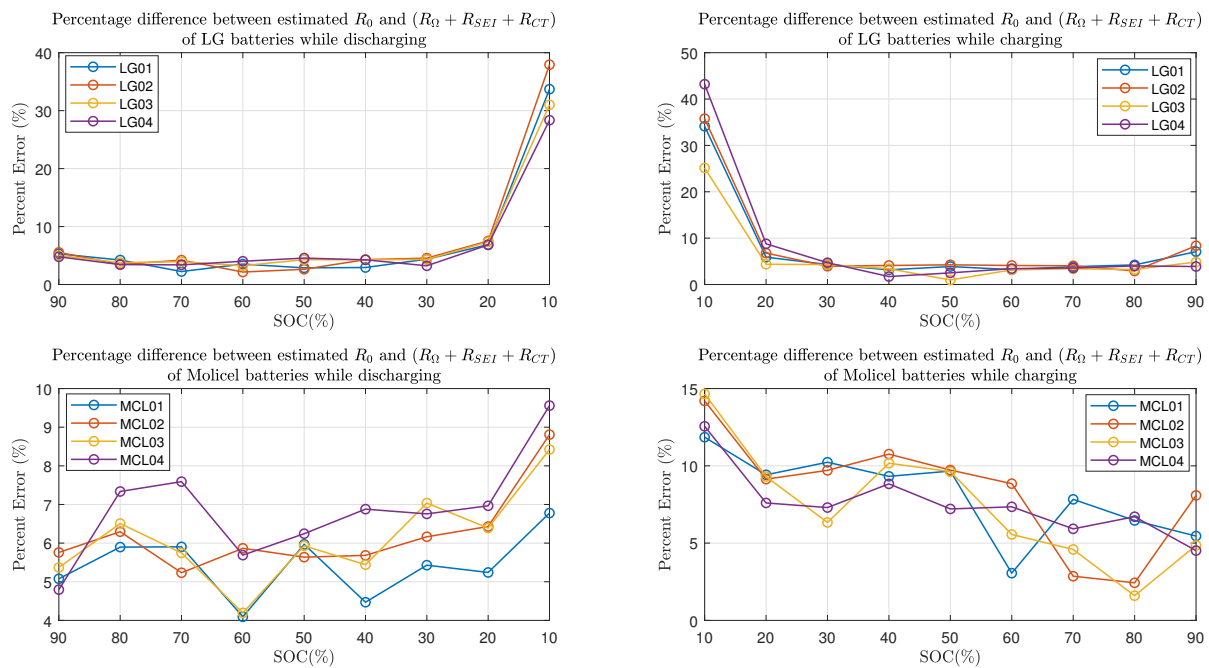 Percentage difference between estimated R₀ and (R_Ω + R_SEI + R_CT)
of LG batteries while discharging
40
30
20
10
0
Percent Error (%)
LG01
LG02
LG03
LG04
90 80 70 60 50 40 30 20 10
SOC(%)
Percentage difference between estimated R₀ and (R_Ω + R_SEI + R_CT)
of LG batteries while charging
50
40
30
20
10
0
Percent Error (%)
LG01
LG02
LG03
LG04
10 20 30 40 50 60 70 80 90
SOC(%)
Percentage difference between estimated R₀ and (R_Ω + R_SEI + R_CT)
of Molicel batteries while discharging
10
9
8
7
6
5
4
Percent Error (%)
MCL01
MCL02
MCL03
MCL04
90 80 70 60 50 40 30 20 10
SOC(%)
Percentage difference between estimated R₀ and (R_Ω + R_SEI + R_CT)
of Molicel batteries while charging
15
10
5
0
Percent Error (%)
MCL01
MCL02
MCL03
MCL04
10 20 30 40 50 60 70 80 90
SOC(%)